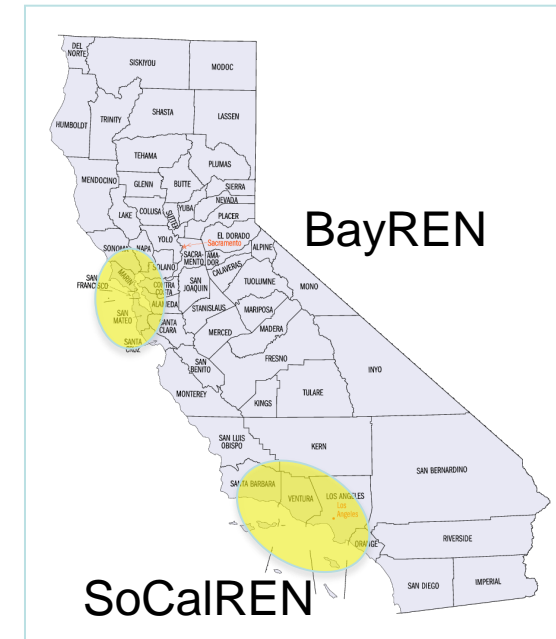 DEL
NORTE
SISKIYOU
MODOC
HUMBOLDT
TRINITY
SHASTA
LASSEN
TEHAMA
PLUMAS
MENDOCINO
GLENN
BUTTE
SIERRA
NEVADA
LAKE
COLUSA
SUTTER
YUBA
PLACER
SONOMA
NAPA
YOLO
Sacramento
EL DORADO
ALPINE
SACRA-
MENTO
AMA-
DOR
SOLANO
CALAVERAS
MARIN
SAN
FRANCISCO
CONTRA
COSTA
SAN
JOAQUIN
TUOLUMNE
MONO
ALAMEDA
STANISLAUS
MARIPOSA
SAN
MATEO
SANTA
CLARA
MERCED
MADERA
SANTA
CRUZ
SAN
BENITO
FRESNO
INYO
MONTEREY
KINGS
TULARE
SAN LUIS
OBISPO
KERN
SAN BERNARDINO
SANTA BARBARA
VENTURA
LOS ANGELES
Los
Angeles
ORANGE
RIVERSIDE
SAN DIEGO
IMPERIAL
BayREN
SoCalREN